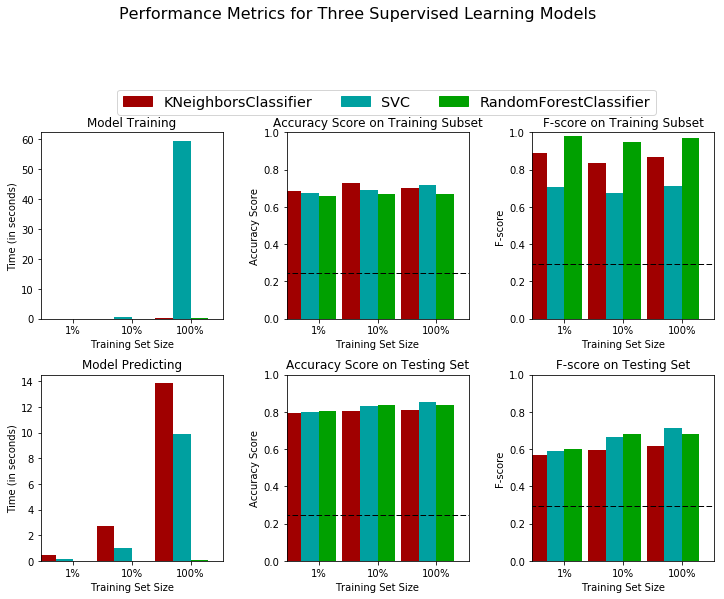 Performance Metrics for Three Supervised Learning Models
KNeighborsClassifier SVC RandomForestClassifier
Model Training
60
50
40
30
20
10
0
Time (in seconds)
1% 10% 100%
Training Set Size
Accuracy Score on Training Subset
1.0
0.8
0.6
0.4
0.2
0.0
Accuracy Score
1% 10% 100%
Training Set Size
F-score on Training Subset
1.0
0.8
0.6
0.4
0.2
0.0
F-score
1% 10% 100%
Training Set Size
Model Predicting
14
12
10
8
6
4
2
0
Time (in seconds)
1% 10% 100%
Training Set Size
Accuracy Score on Testing Set
1.0
0.8
0.6
0.4
0.2
0.0
Accuracy Score
1% 10% 100%
Training Set Size
F-score on Testing Set
1.0
0.8
0.6
0.4
0.2
0.0
F-score
1% 10% 100%
Training Set Size